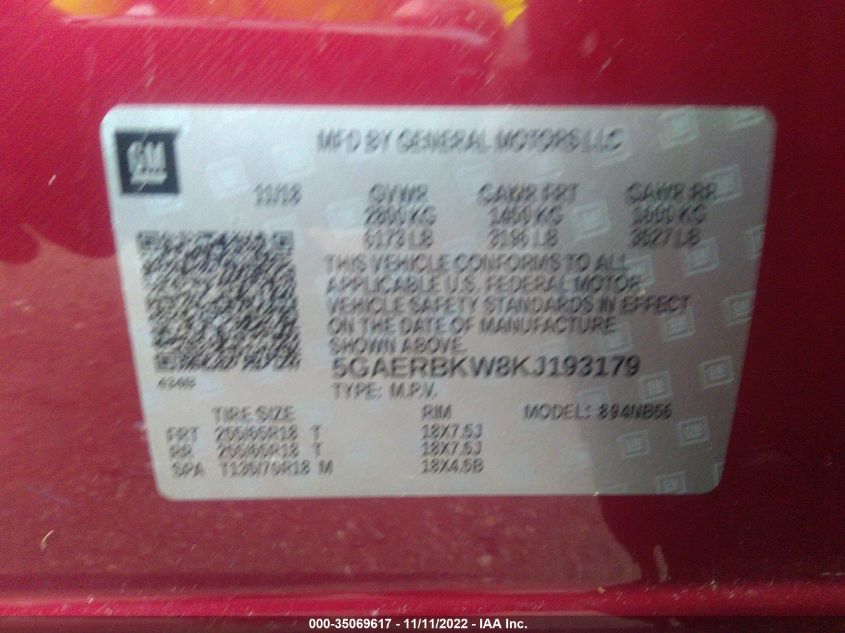 GM
MFD BY GENERAL MOTORS LLC
11/18 GVWR GAWR FRT GAWR RR
2800 KG 1450 KG 1600 KG
6173 LB 3196 LB 3527 LB
THIS VEHICLE CONFORMS TO ALL
APPLICABLE U.S. FEDERAL MOTOR
VEHICLE SAFETY STANDARDS IN EFFECT
ON THE DATE OF MANUFACTURE
SHOWN ABOVE.
5GAERBKW8KJ193179
TYPE: M.P.V. MODEL: 894NB56
TIRE SIZE RIM
FRT 255/65R18 T 18X7.5J
RR 255/65R18 T 18X7.5J
SPA T135/70R18 M 18X4.5B
000-35069617 - 11/11/2022 - IAA Inc.